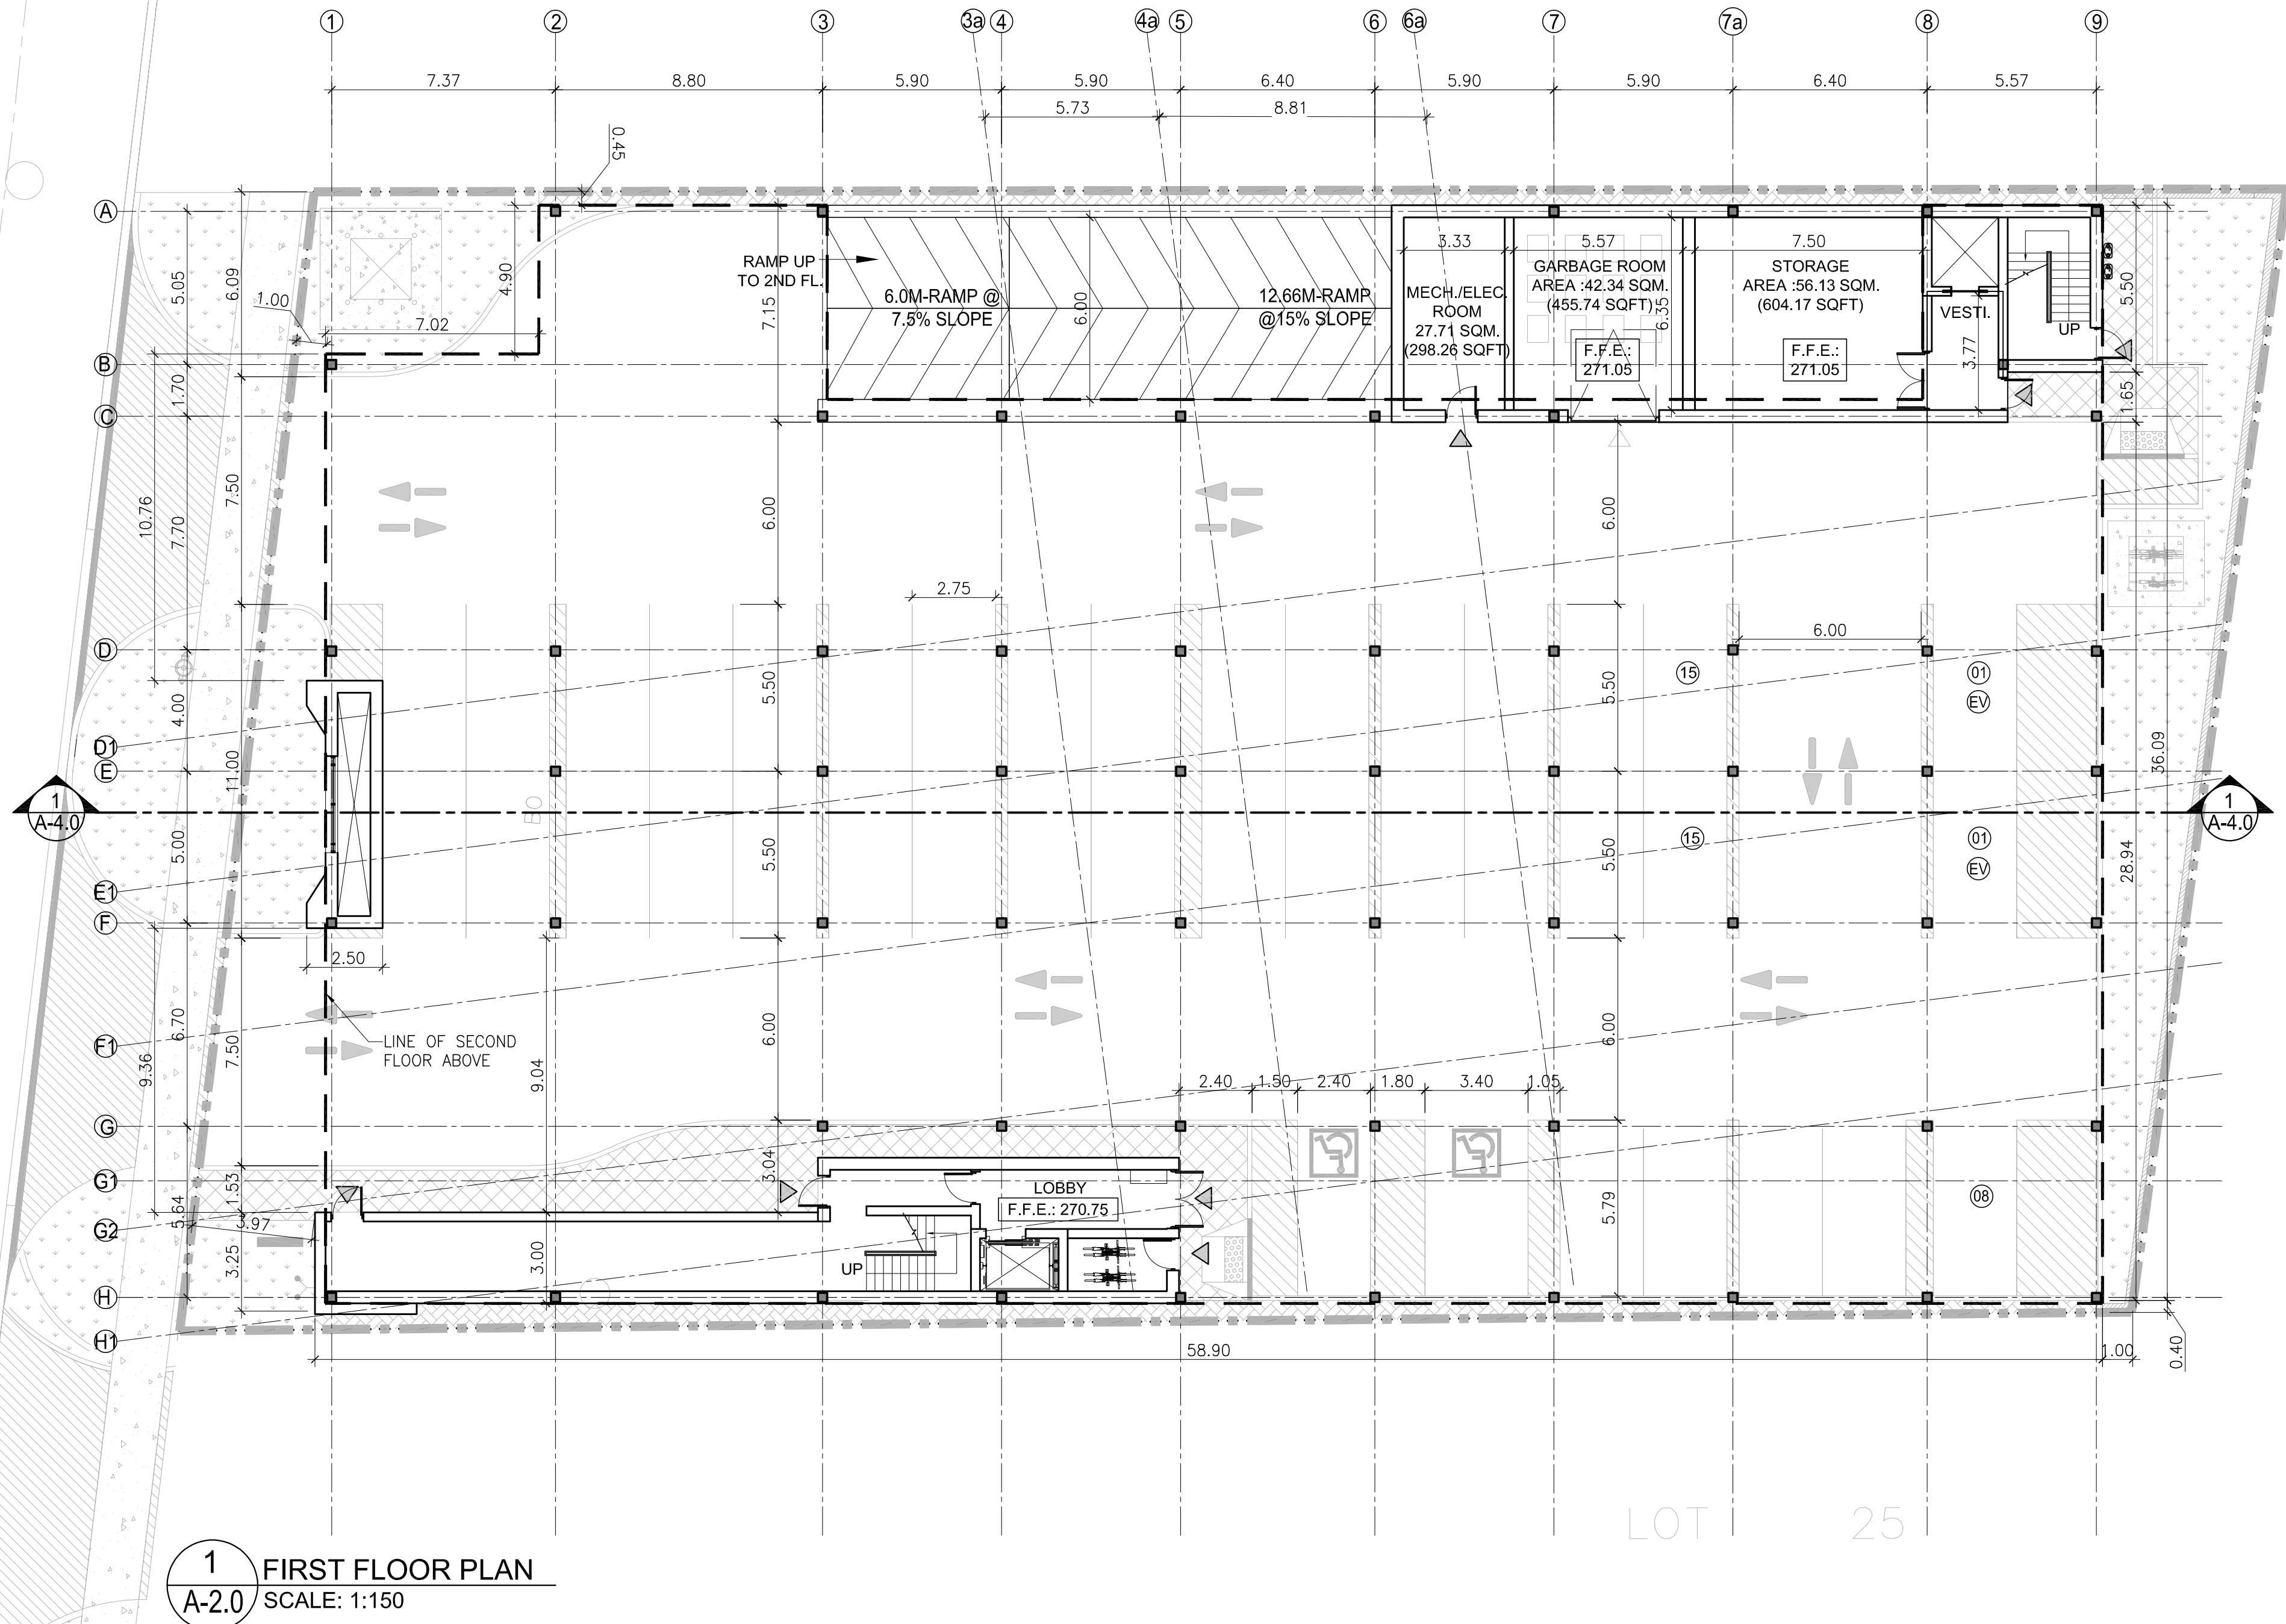 1 2 3 3a 4 4a 5 6 6a 7 7a 8 9
7.37 8.80 5.90 5.90 6.40 5.90 5.90 6.40 5.57
5.73 8.81
0.45
A
B
C
D
D1
E
E1
F
F1
G
G1
G2
H
H1
5.05
1.70
7.70
4.00
5.00
6.70
5.64
6.09
7.50
11.00
7.50
1.53
3.25
10.76
9.36
3.97
1.00
7.02
4.90
7.15
RAMP UP
TO 2ND FL.
6.0M-RAMP @
7.5% SLOPE
6.00
12.66M-RAMP
@15% SLOPE
3.33
MECH./ELEC.
ROOM
27.71 SQM.
(298.26 SQFT)
5.57
GARBAGE ROOM
AREA :42.34 SQM.
(455.74 SQFT)
F.F.E.:
271.05
6.35
7.50
STORAGE
AREA :56.13 SQM.
(604.17 SQFT)
F.F.E.:
271.05
VESTI.
3.77
UP
5.50
1.65
6.00
6.00
2.75
6.00
5.50
5.50
15
01
EV
36.09
28.94
1
A-4.0
1
A-4.0
5.50
5.50
15
01
EV
2.50
LINE OF SECOND
FLOOR ABOVE
6.00
6.00
9.04
2.40 1.50 2.40 1.80 3.40 1.05
3.04
LOBBY
F.F.E.: 270.75
5.79
08
3.00
UP
58.90
1.00
0.40
LOT 25
1
A-2.0
FIRST FLOOR PLAN
SCALE: 1:150